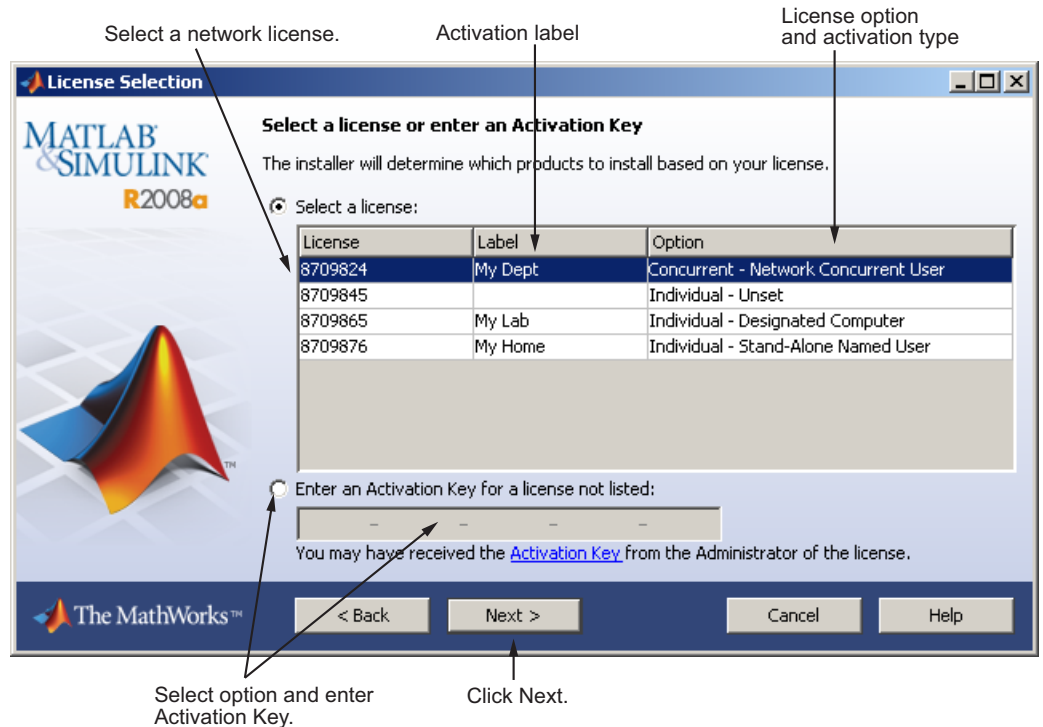 Select a network license.
Activation label
License option
and activation type
License Selection
MATLAB
&SIMULINK
R2008a
Select a license or enter an Activation Key
The installer will determine which products to install based on your license.
Select a license:
License Label Option
8709824 My Dept Concurrent - Network Concurrent User
8709845 Individual - Unset
8709865 My Lab Individual - Designated Computer
8709876 My Home Individual - Stand-Alone Named User
TM
Enter an Activation Key for a license not listed:
- - - -
You may have received the Activation Key from the Administrator of the license.
The MathWorks™
< Back Next > Cancel Help
Select option and enter
Activation Key.
Click Next.